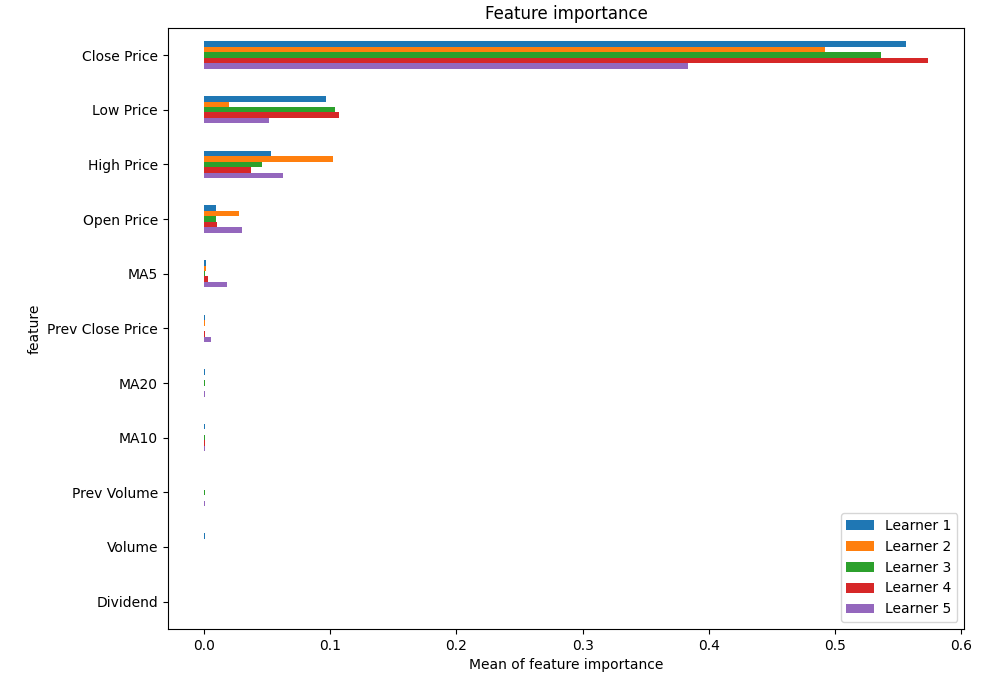 Feature importance
Close Price
Low Price
High Price
Open Price
MA5
Prev Close Price
MA20
MA10
Prev Volume
Volume
Dividend
feature
Learner 1
Learner 2
Learner 3
Learner 4
Learner 5
0.0 0.1 0.2 0.3 0.4 0.5 0.6
Mean of feature importance